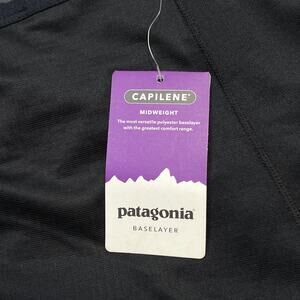 CAPILENE®
MIDWEIGHT
The most versatile polyester baselayer
with the greatest comfort range.
patagonia®
BASELAYER